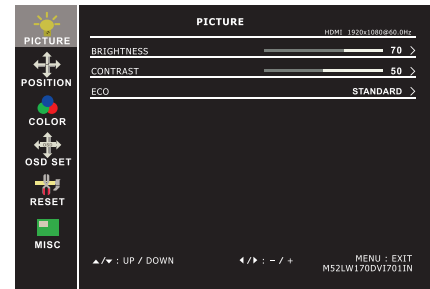 PICTURE
HDMI 1920x1080@60.0Hz
PICTURE
BRIGHTNESS 70 >
CONTRAST 50 >
ECO STANDARD >
POSITION
COLOR
OSD
OSD SET
RESET
MISC
▲/▼ : UP / DOWN ◀/▶ : – / + MENU : EXIT
M52LW170DVI701IN